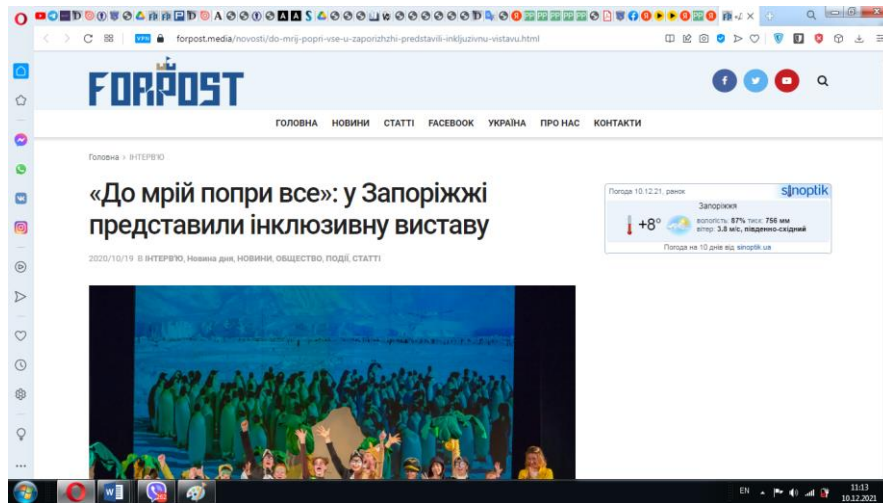 VPN
forpost.media/novosti/do-mrij-popri-vse-u-zaporizhzhi-predstavili-inkljuzivnu-vistavu.html
FORPOST
ГОЛОВНА НОВИНИ СТАТТІ FACEBOOK УКРАЇНА ПРО НАС КОНТАКТИ
Головна > ІНТЕРВ'Ю
«До мрій попри все»: у Запоріжжі
представили інклюзивну виставу
2020/10/19 В ІНТЕРВ'Ю, Новина дня, НОВИНИ, ОБЩЕСТВО, ПОДІЇ, СТАТТІ
Погода 10.12.21, ранок
sinoptik
Запоріжжя
+8°
вологість: 87% тиск: 756 мм
вітер: 3.8 м/с, південно-східний
Погода на 10 днів від sinoptik.ua
EN
11:13
10.12.2021